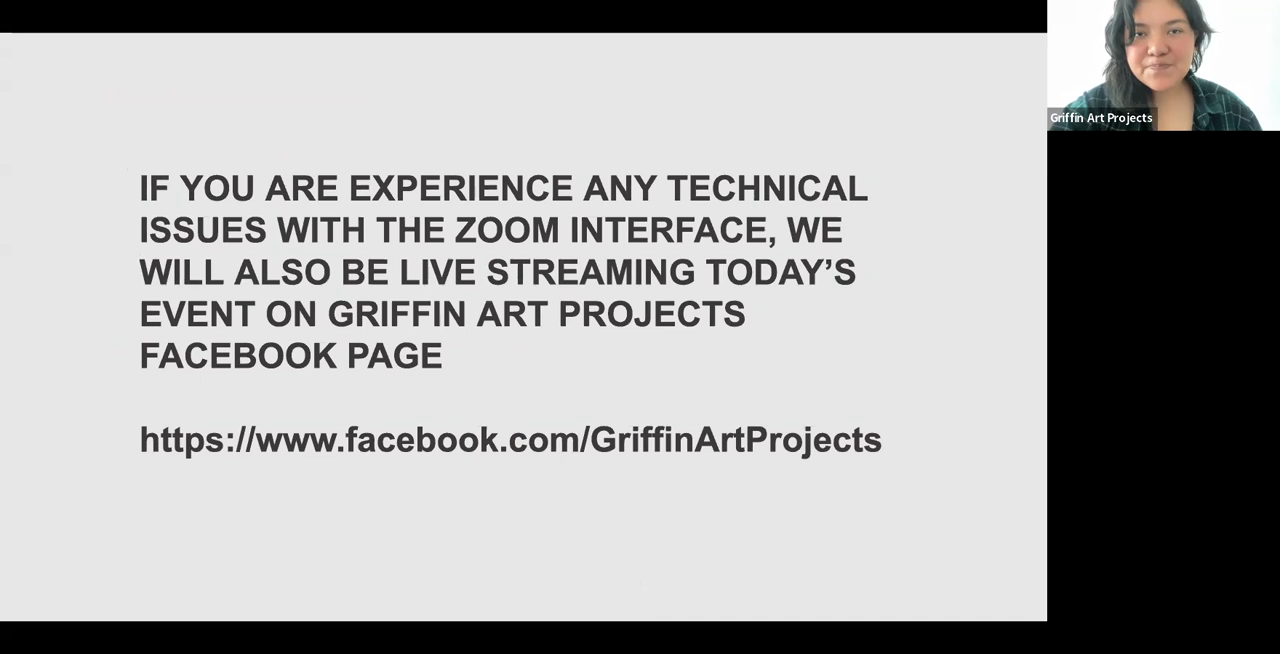 IF YOU ARE EXPERIENCE ANY TECHNICAL
ISSUES WITH THE ZOOM INTERFACE, WE
WILL ALSO BE LIVE STREAMING TODAY’S
EVENT ON GRIFFIN ART PROJECTS
FACEBOOK PAGE
https://www.facebook.com/GriffinArtProjects
Griffin Art Projects